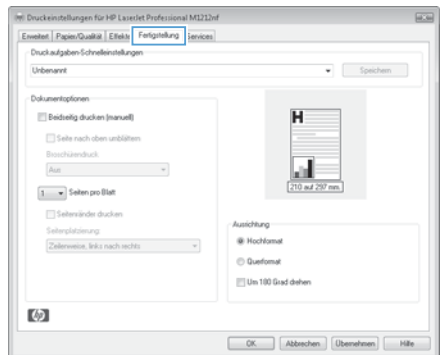 Druckeinstellungen für HP LaserJet Professional M1212nf
Erweitert Papier/Qualität Effekte Fertigstellung Services
Druckaufgaben-Schnelleinstellungen
Unbenannt Speichern
Dokumentoptionen
Beidseitig drucken (manuell)
Seite nach oben umblättern
Broschürendruck:
Aus
1 Seiten pro Blatt
Seitenränder drucken
Seitenplatzierung:
Zeilenweise, links nach rechts
H
210 auf 297 mm.
Ausrichtung
Hochformat
Querformat
Um 180 Grad drehen
hp
OK Abbrechen Übernehmen Hilfe